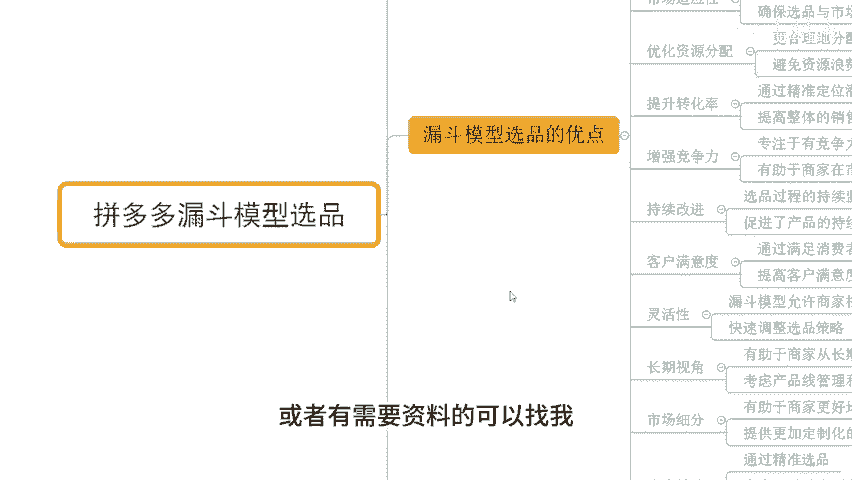 确保选品与市场
优化资源分配
更合理地分配
避免资源浪费
提升转化率
通过精准定位
提高整体的销售
漏斗模型选品的优点
增强竞争力
专注于有竞争力
有助于商家在市
拼多多漏斗模型选品
持续改进
选品过程的持续
促进了产品的持续
客户满意度
通过满足消费者
提高客户满意度
灵活性
漏斗模型允许商家
快速调整选品策略
长期视角
有助于商家从长期
考虑产品线管理
或者有需要资料的可以找我
市场细分
有助于商家更好
提供更加定制化的
通过精准选品